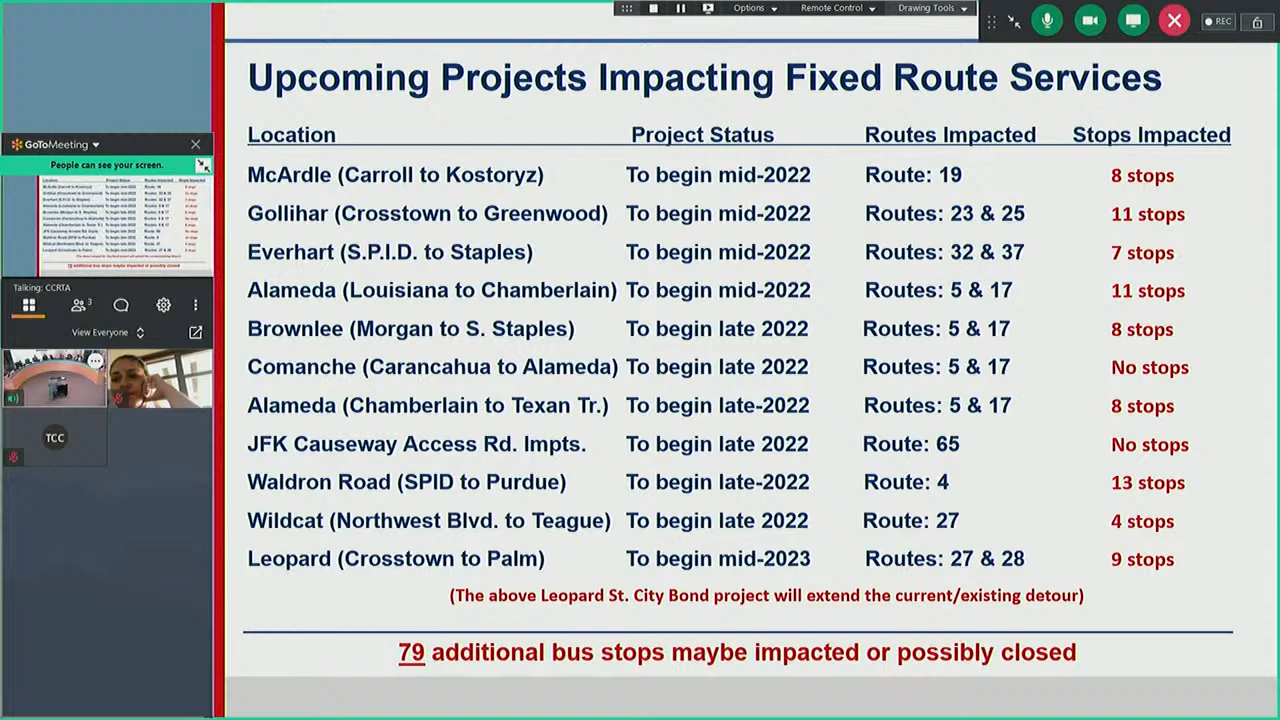 Options Remote Control Drawing Tools
REC
Upcoming Projects Impacting Fixed Route Services
Location Project Status Routes Impacted Stops Impacted
McArdle (Carroll to Kostoryz) To begin mid-2022 Route: 19 8 stops
Gollihar (Crosstown to Greenwood) To begin mid-2022 Routes: 23 & 25 11 stops
Everhart (S.P.I.D. to Staples) To begin mid-2022 Routes: 32 & 37 7 stops
Alameda (Louisiana to Chamberlain) To begin mid-2022 Routes: 5 & 17 11 stops
Brownlee (Morgan to S. Staples) To begin late 2022 Routes: 5 & 17 8 stops
Comanche (Carancahua to Alameda) To begin late 2022 Routes: 5 & 17 No stops
Alameda (Chamberlain to Texan Tr.) To begin late-2022 Routes: 5 & 17 8 stops
JFK Causeway Access Rd. Impts. To begin late 2022 Route: 65 No stops
Waldron Road (SPID to Purdue) To begin late-2022 Route: 4 13 stops
Wildcat (Northwest Blvd. to Teague) To begin late 2022 Route: 27 4 stops
Leopard (Crosstown to Palm) To begin mid-2023 Routes: 27 & 28 9 stops
(The above Leopard St. City Bond project will extend the current/existing detour)
79 additional bus stops maybe impacted or possibly closed
GoToMeeting
People can see your screen.
Talking: CCRTA
3
View Everyone
TCC